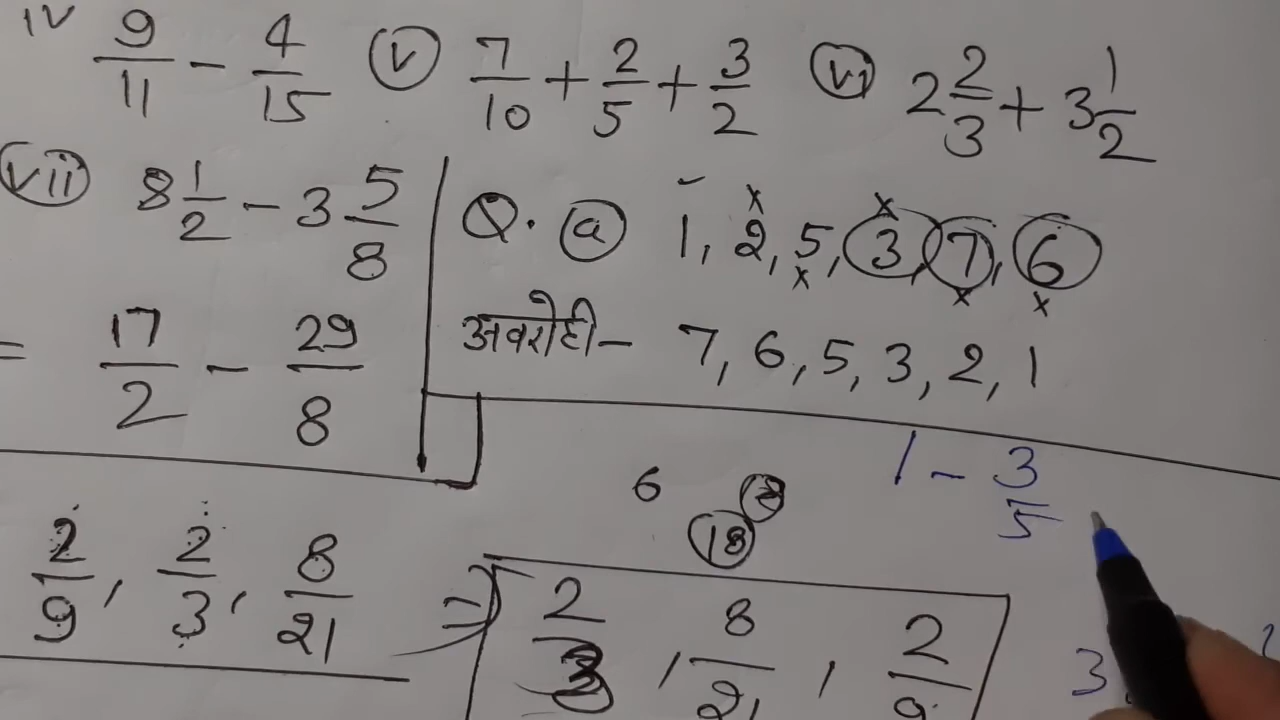 iv 9/11 - 4/15 v 7/10 + 2/5 + 3/2 vi 2 2/3 + 3 1/2
vii 8 1/2 - 3 5/8
= 17/2 - 29/8
Q. a 1, 2, 5, 3, 7, 6
अवरोही - 7, 6, 5, 3, 2, 1
1 - 3/5
6 18
2/9, 2/3, 8/21 ⇒ 2/3, 8/21, 2/9
3